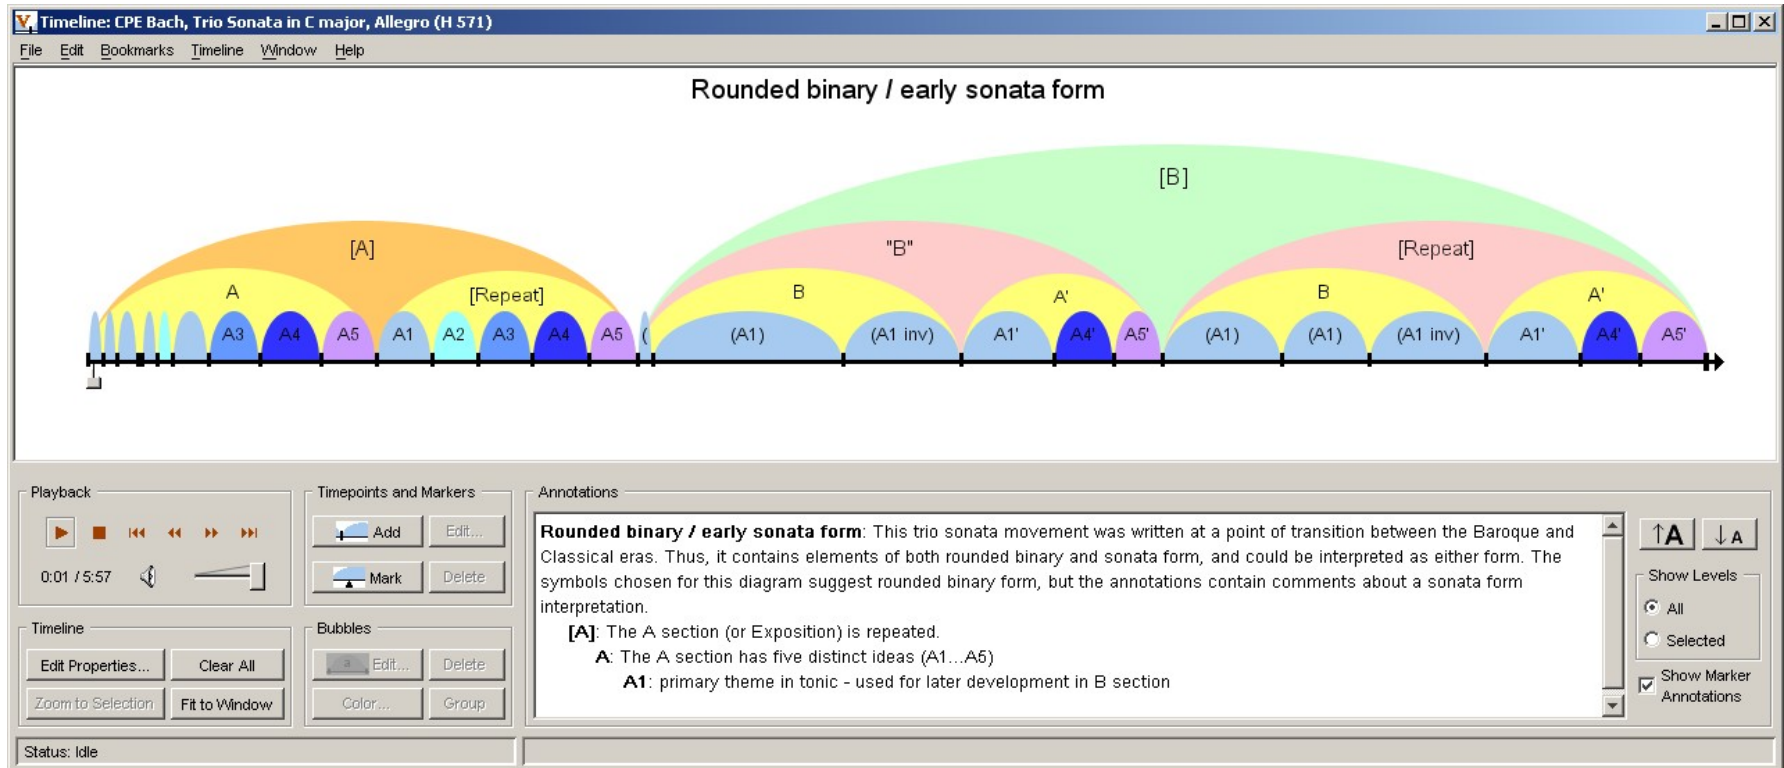 Timeline: CPE Bach, Trio Sonata in C major, Allegro (H 571)
File Edit Bookmarks Timeline Window Help
Rounded binary / early sonata form
[B]
[A] "B" [Repeat]
A [Repeat] B A' B A'
A3 A4 A5 A1 A2 A3 A4 A5 ( (A1) (A1 inv) A1' A4' A5' (A1) (A1) (A1 inv) A1' A4' A5'
Playback
0:01 / 5:57
Timepoints and Markers
Add Edit...
Mark Delete
Timeline
Edit Properties... Clear All
Zoom to Selection Fit to Window
Bubbles
a Edit... Delete
Color... Group
Annotations
Rounded binary / early sonata form: This trio sonata movement was written at a point of transition between the Baroque and
Classical eras. Thus, it contains elements of both rounded binary and sonata form, and could be interpreted as either form. The
symbols chosen for this diagram suggest rounded binary form, but the annotations contain comments about a sonata form
interpretation.
[A]: The A section (or Exposition) is repeated.
A: The A section has five distinct ideas (A1...A5)
A1: primary theme in tonic - used for later development in B section
↑A ↓A
Show Levels
All
Selected
Show Marker
Annotations
Status: Idle